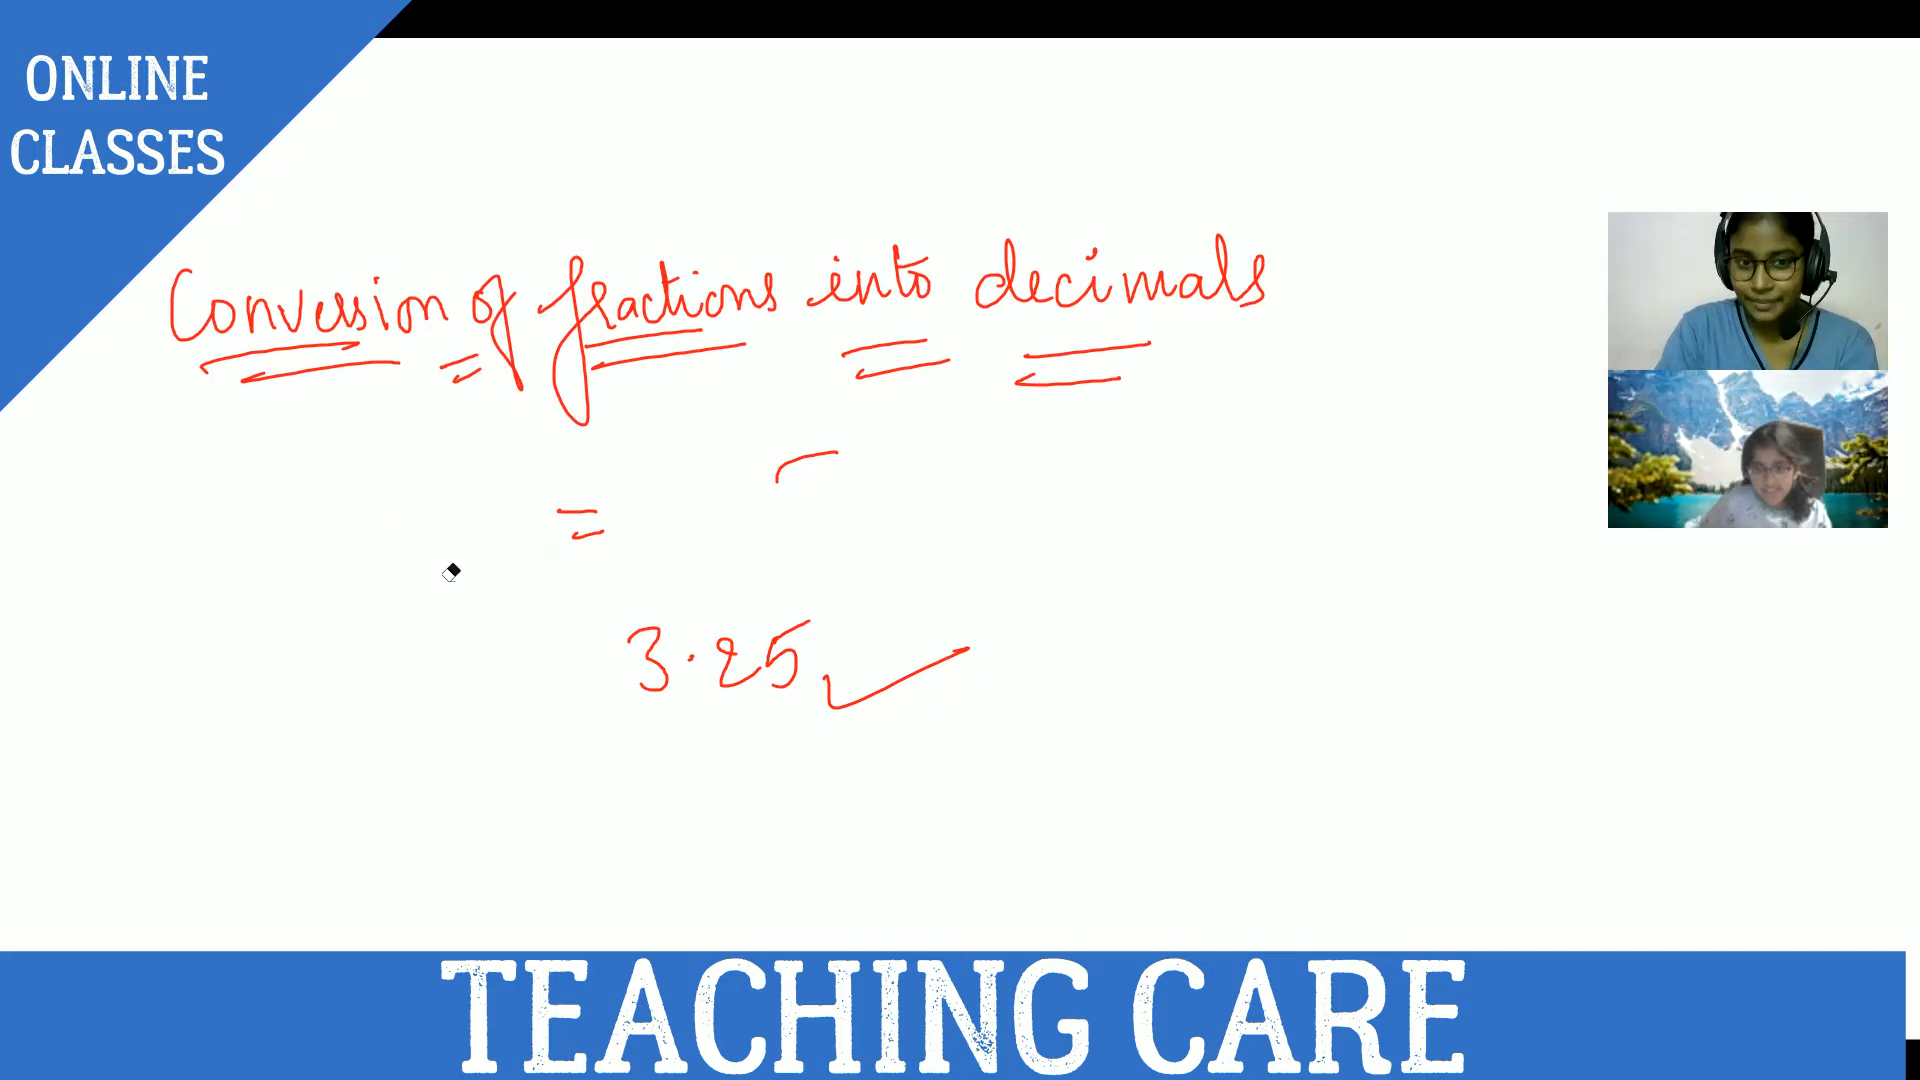 ONLINE
CLASSES
Conversion of fractions into decimals
=
3.25
TEACHING CARE